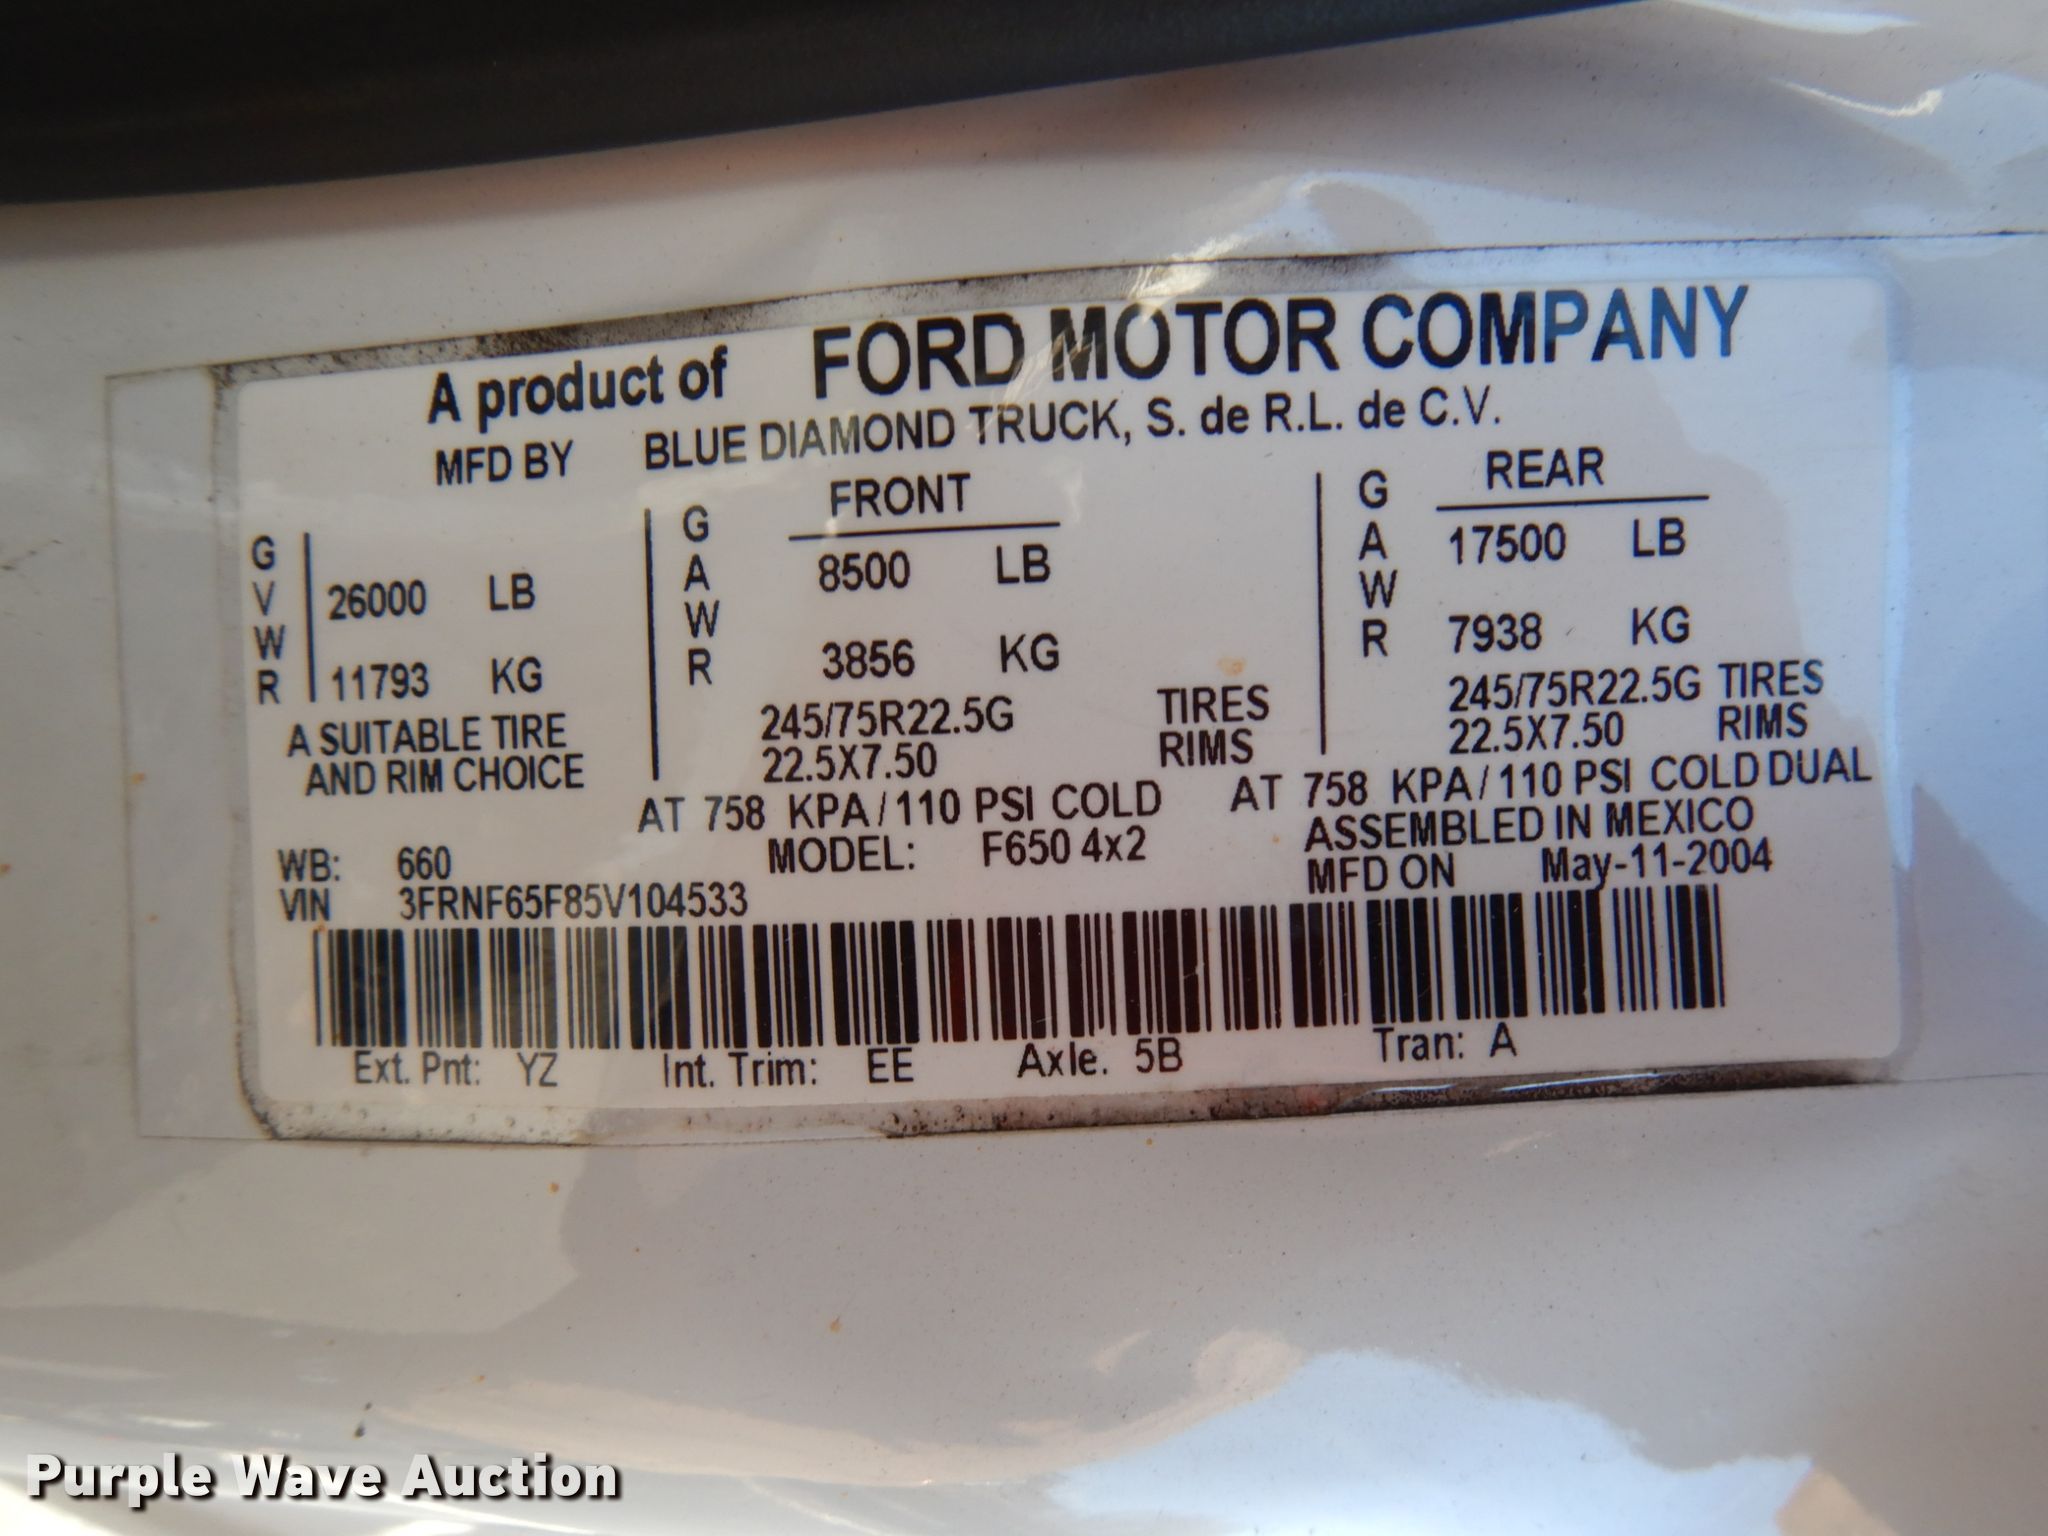 A product of FORD MOTOR COMPANY
MFD BY BLUE DIAMOND TRUCK, S. de R.L. de C.V.
GVWR
26000 LB
11793 KG
A SUITABLE TIRE
AND RIM CHOICE
GAWR
FRONT
8500 LB
3856 KG
245/75R22.5G TIRES
22.5X7.50 RIMS
AT 758 KPA/110 PSI COLD
GAWR
REAR
17500 LB
7938 KG
245/75R22.5G TIRES
22.5X7.50 RIMS
AT 758 KPA/110 PSI COLD DUAL
WB: 660
MODEL: F650 4x2
ASSEMBLED IN MEXICO
MFD ON May-11-2004
VIN 3FRNF65F85V104533
Ext. Pnt: YZ Int. Trim: EE Axle. 5B Tran: A
Purple Wave Auction